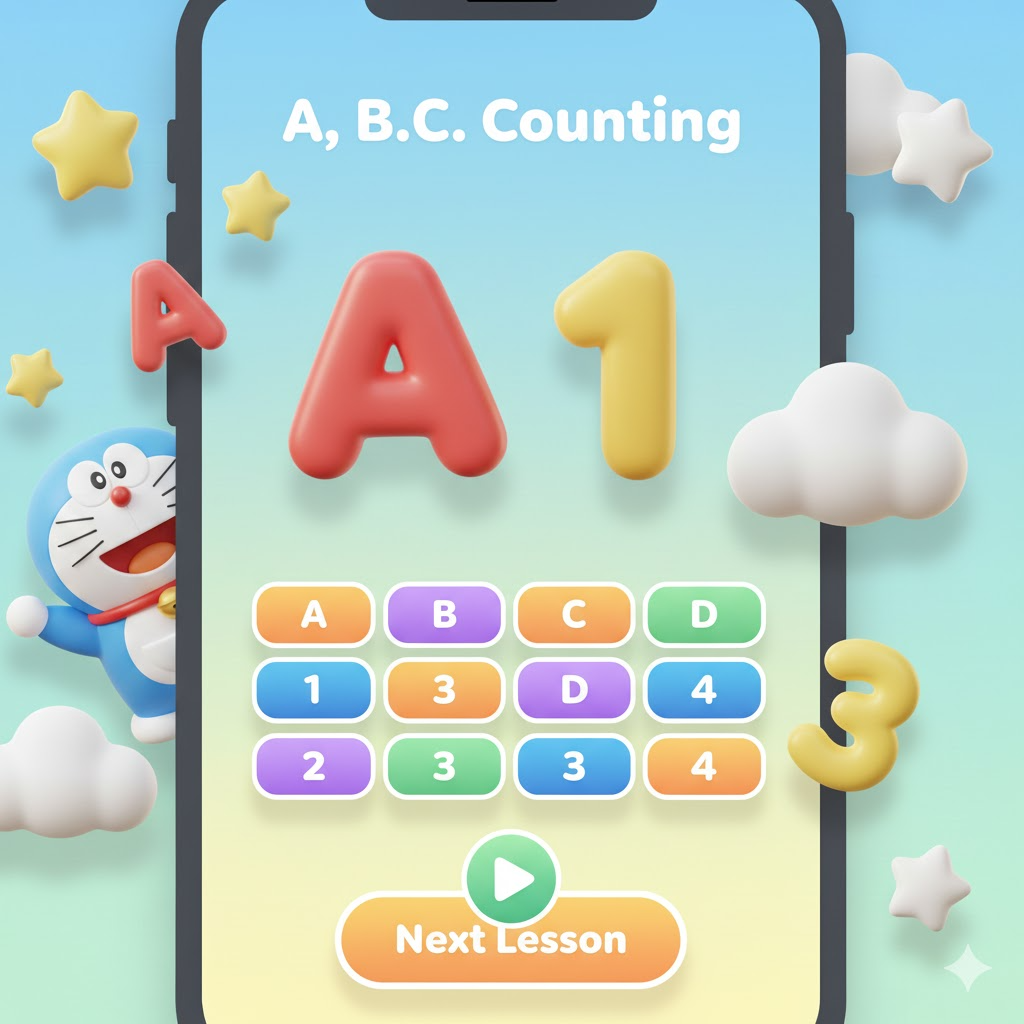 A, B.C. Counting
A
A 1
A B C D
1 3 D 4
2 3 3 4
3
Next Lesson